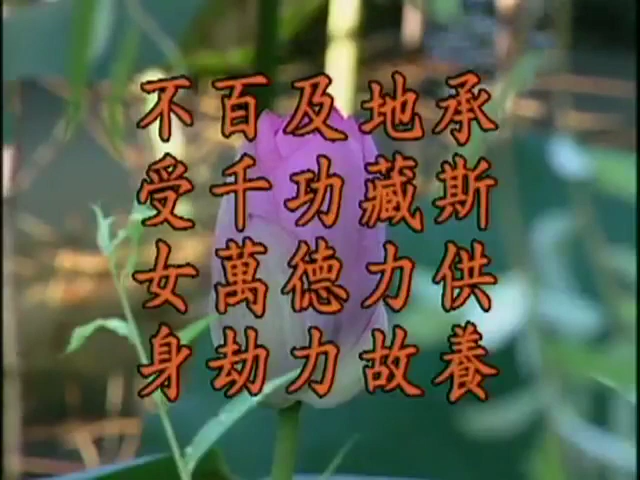 承斯供養
地藏力故
及功德力
百千萬劫
不受女身